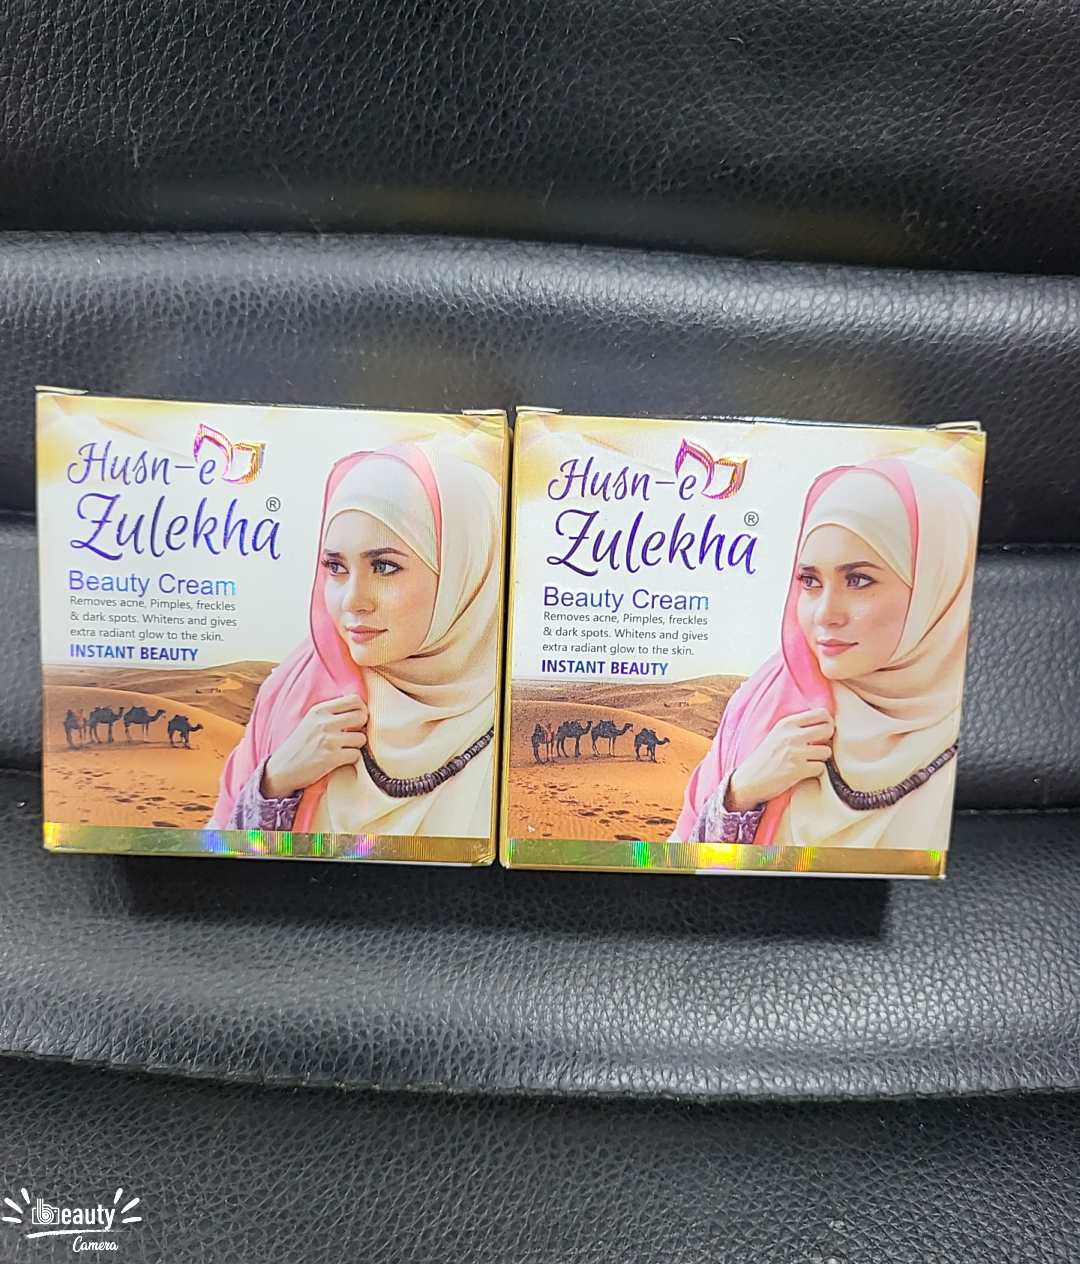 Husn-e
Zulekha®
Beauty Cream
Removes acne, Pimples, freckles
& dark spots. Whitens and gives
extra radiant glow to the skin.
INSTANT BEAUTY
Husn-e
Zulekha®
Beauty Cream
Removes acne, Pimples, freckles
& dark spots. Whitens and gives
extra radiant glow to the skin.
INSTANT BEAUTY
beauty
Camera